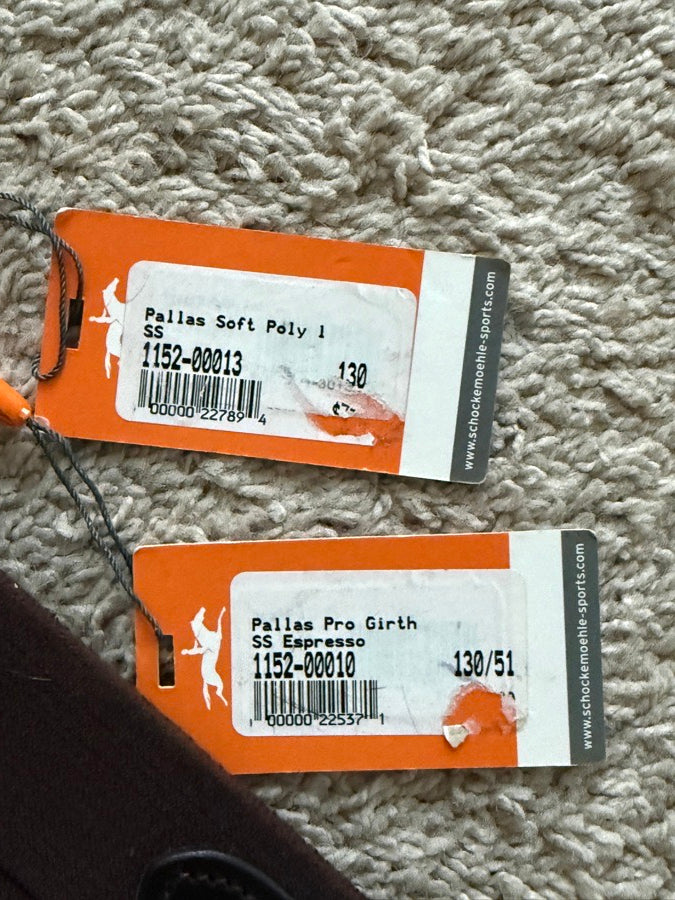 Pallas Soft Poly l
SS
1152-00013 130
00000 22789 4
www.schockemoehle-sports.com
Pallas Pro Girth
SS Espresso
1152-00010 130/51
00000 22537 1
www.schockemoehle-sports.com